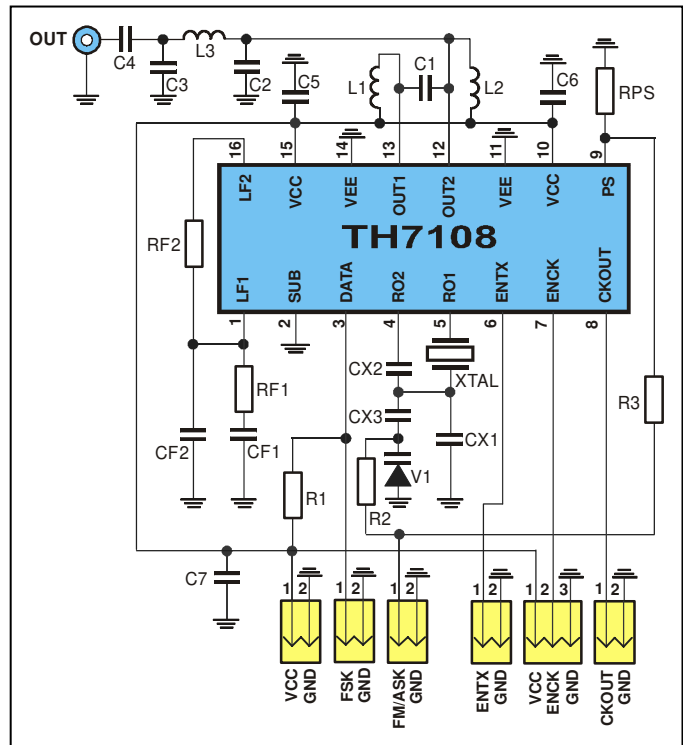 OUT
C4
C3
L3
C2
C5
L1
C1
L2
C6
RPS
16
15
14
13
12
11
10
9
LF2
VCC
VEE
OUT1
OUT2
VEE
VCC
PS
TH7108
LF1
SUB
DATA
RO2
RO1
ENTX
ENCK
CKOUT
1
2
3
4
5
6
7
8
RF2
RF1
CF2
CF1
CX2
XTAL
CX3
CX1
V1
R1
R2
R3
C7
1 2
1 2
1 2
1 2
1 2 3
1 2
VCC
GND
FSK
GND
FM/ASK
GND
ENTX
GND
VCC
ENCK
GND
CKOUT
GND